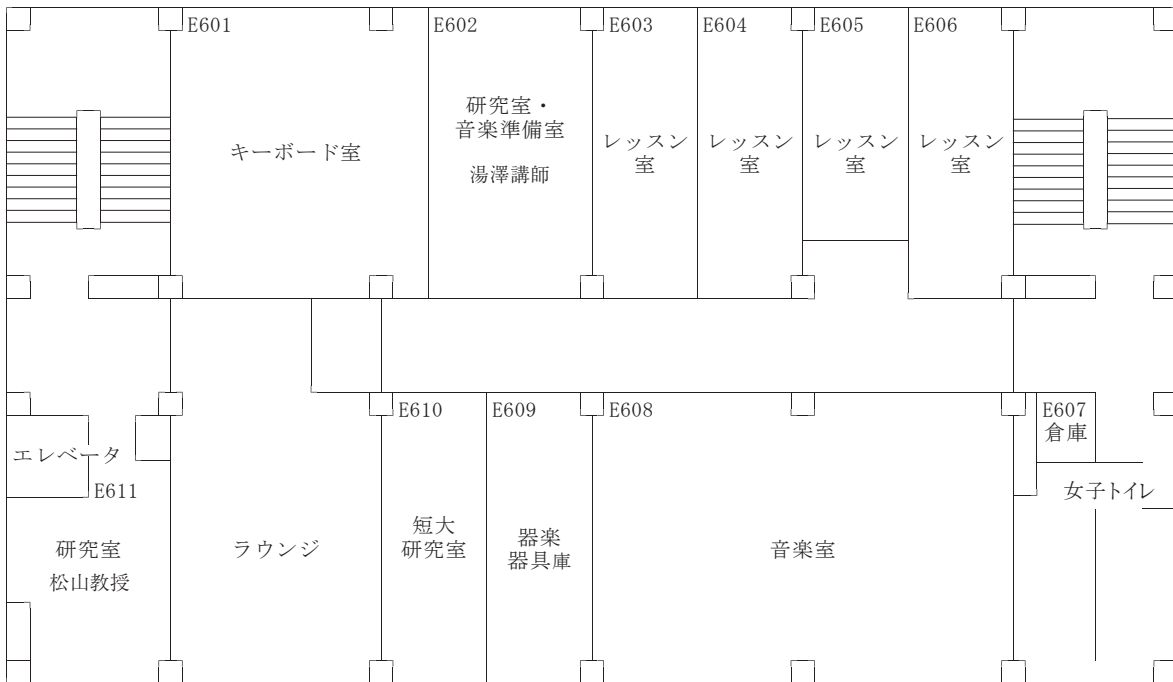 E601
キーボード室
E602
研究室・
音楽準備室
湯澤講師
E603
レッスン
室
E604
レッスン
室
E605
レッスン
室
E606
レッスン
室
エレベータ
E611
研究室
松山教授
ラウンジ
E610
短大
研究室
E609
器楽
器具庫
E608
音楽室
E607
倉庫
女子トイレ